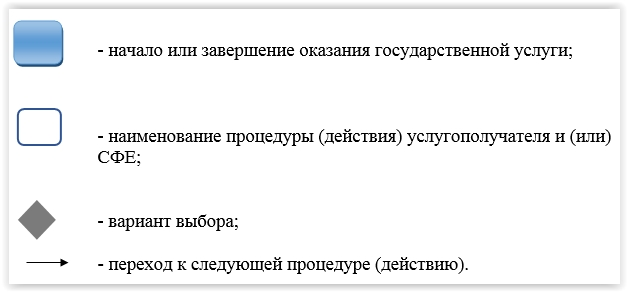 - начало или завершение оказания государственной услуги;
- наименование процедуры (действия) услугополучателя и (или)
СФЕ;
- вариант выбора;
- переход к следующей процедуре (действию).